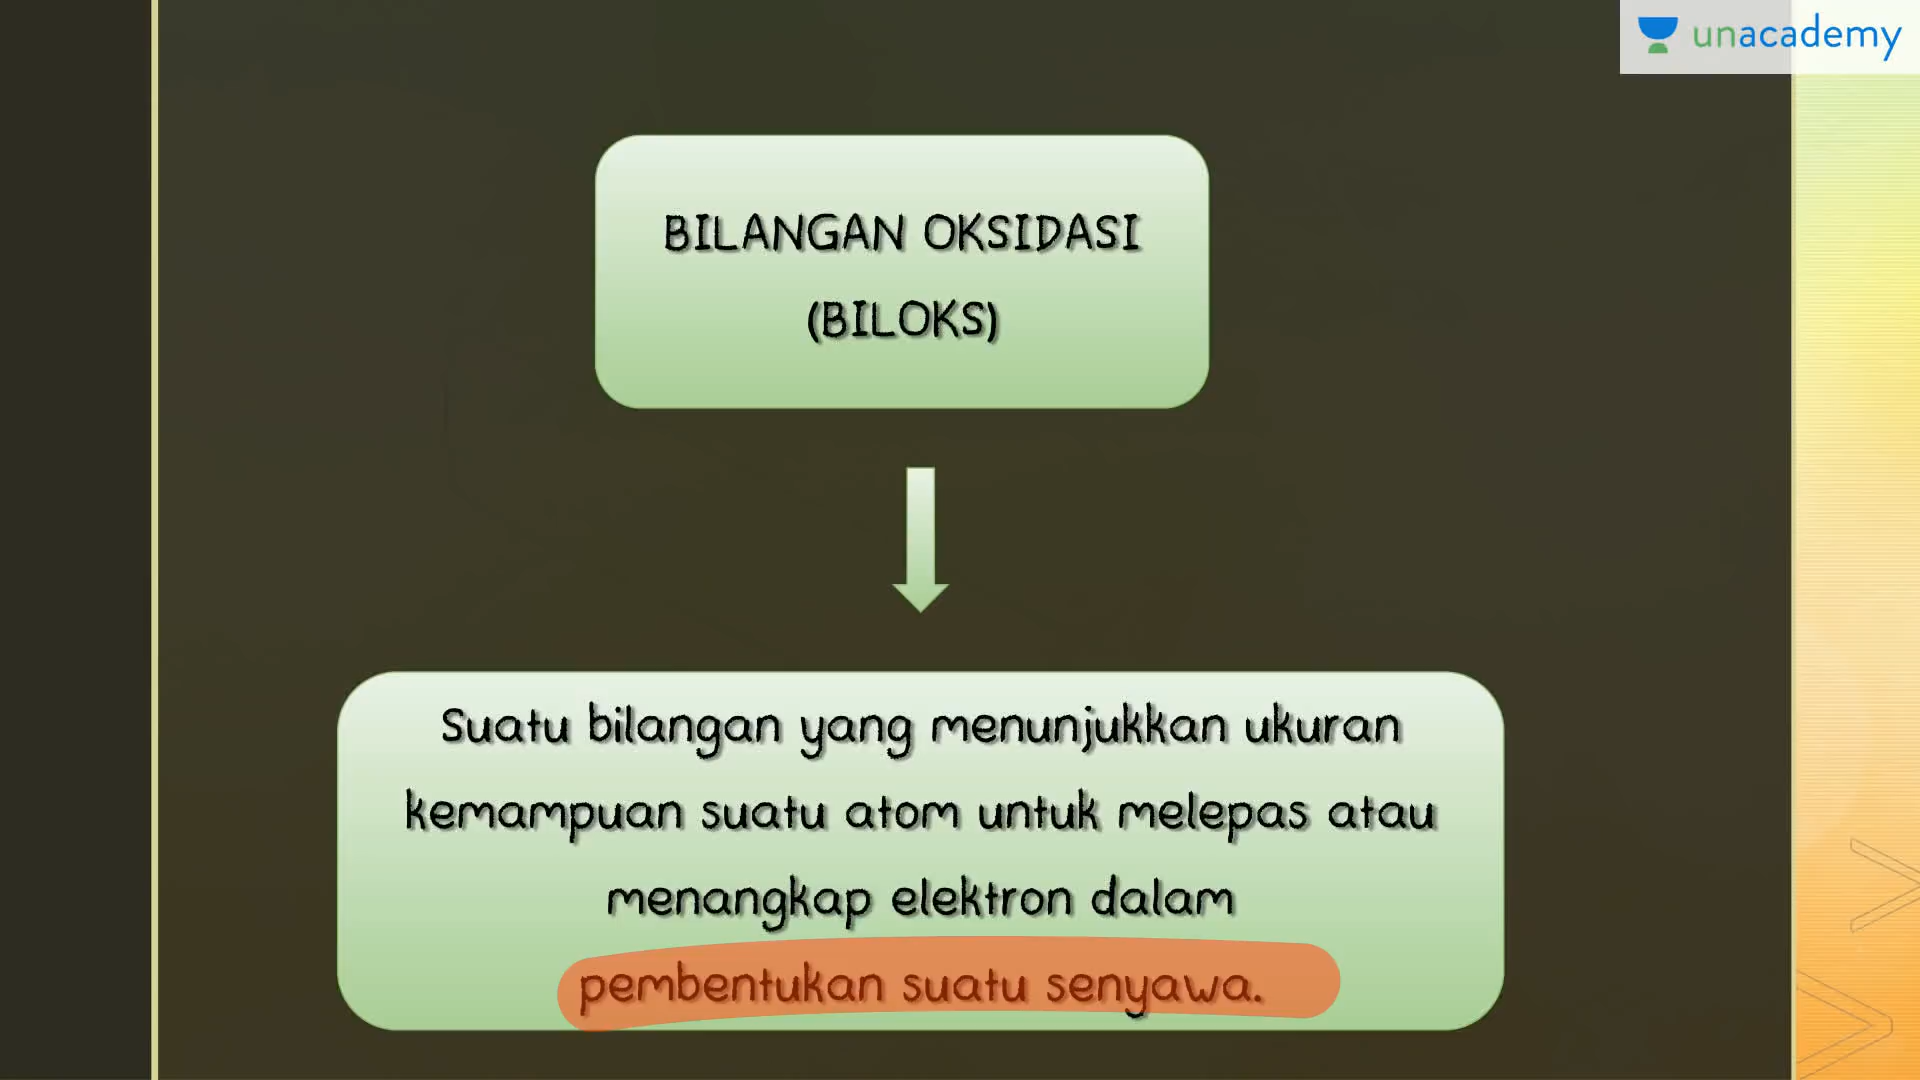 unacademy
BILANGAN OKSIDASI
(BILOKS)
Suatu bilangan yang menunjukkan ukuran
kemampuan suatu atom untuk melepas atau
menangkap elektron dalam
pembentukan suatu senyawa.